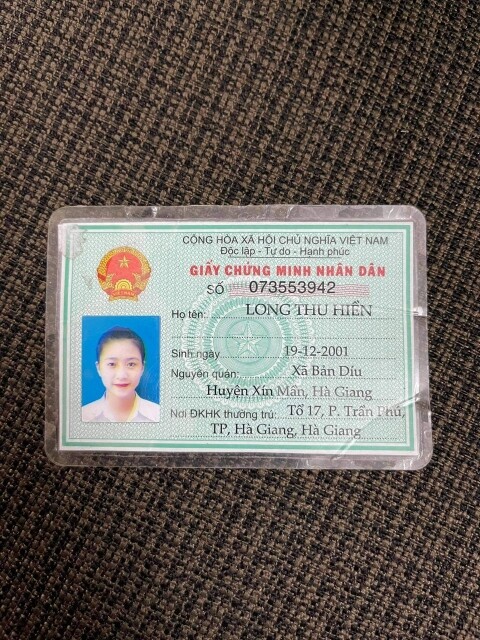 CỘNG HÒA XÃ HỘI CHỦ NGHĨA VIỆT NAM
Độc lập - Tự do - Hạnh phúc
GIẤY CHỨNG MINH NHÂN DÂN
SỐ 073553942
Họ tên: LONG THU HIỀN
Sinh ngày 19-12-2001
Nguyên quán: Xã Bản Díu
Huyện Xín Mần, Hà Giang
Nơi ĐKHK thường trú: Tổ 17, P. Trần Phú,
TP, Hà Giang, Hà Giang